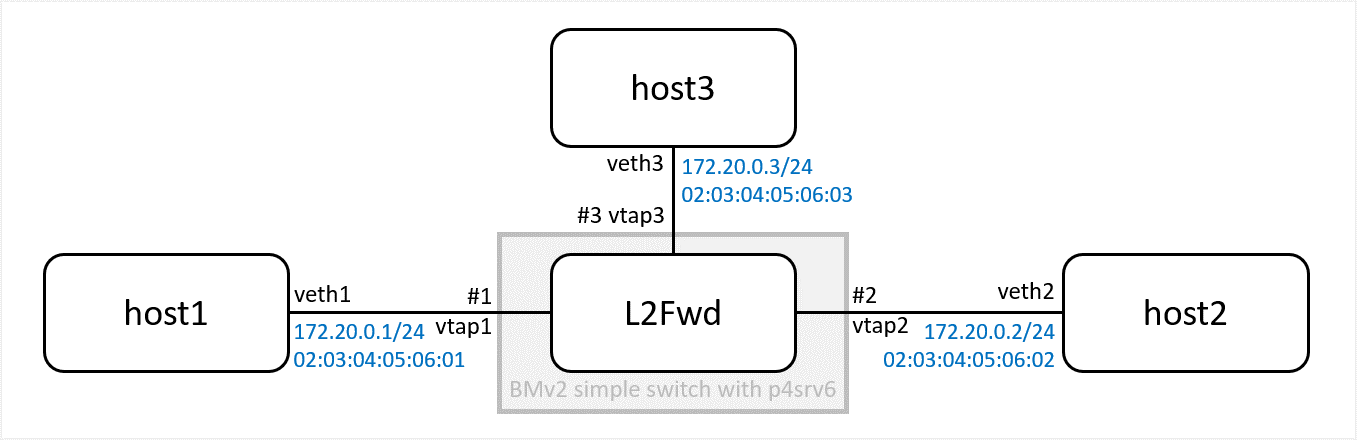 host3
veth3
172.20.0.3/24
02:03:04:05:06:03
#3 vtap3
host1
veth1
172.20.0.1/24
02:03:04:05:06:01
#1
vtap1
L2Fwd
BMv2 simple switch with p4srv6
#2
vtap2
veth2
172.20.0.2/24
02:03:04:05:06:02
host2